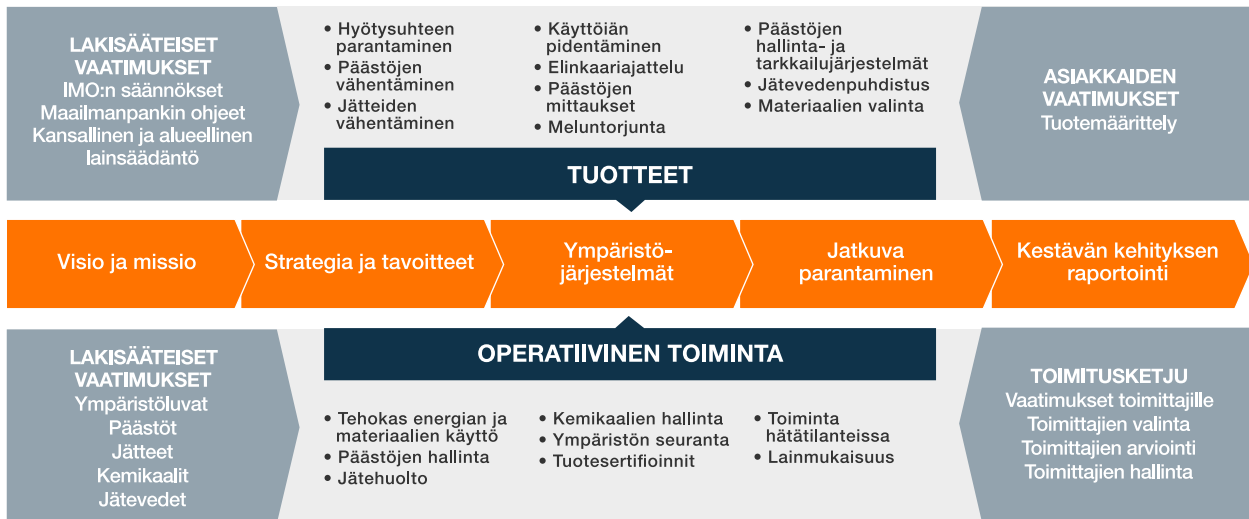 LAKISÄÄTEISET
VAATIMUKSET
IMO:n säännökset
Maailmanpankin ohjeet
Kansallinen ja alueellinen
lainsäädäntö
• Hyötysuhteen
parantaminen
• Päästöjen
vähentäminen
• Jätteiden
vähentäminen
• Käyttöiän
pidentäminen
• Elinkaariajattelu
• Päästöjen
mittaukset
• Meluntorjunta
• Päästöjen
hallinta- ja
tarkkailujärjestelmät
• Jätevedenpuhdistus
• Materiaalien valinta
ASIAKKAIDEN
VAATIMUKSET
Tuotemäärittely
TUOTTEET
Visio ja missio
Strategia ja tavoitteet
Ympäristö-
järjestelmät
Jatkuva
parantaminen
Kestävän kehityksen
raportointi
LAKISÄÄTEISET
VAATIMUKSET
Ympäristöluvat
Päästöt
Jätteet
Kemikaalit
Jätevedet
OPERATIIVINEN TOIMINTA
• Tehokas energian ja
materiaalien käyttö
• Päästöjen hallinta
• Jätehuolto
• Kemikaalien hallinta
• Ympäristön seuranta
• Tuotesertifioinnit
• Toiminta
hätätilanteissa
• Lainmukaisuus
TOIMITUSKETJU
Vaatimukset toimittajille
Toimittajien valinta
Toimittajien arviointi
Toimittajien hallinta